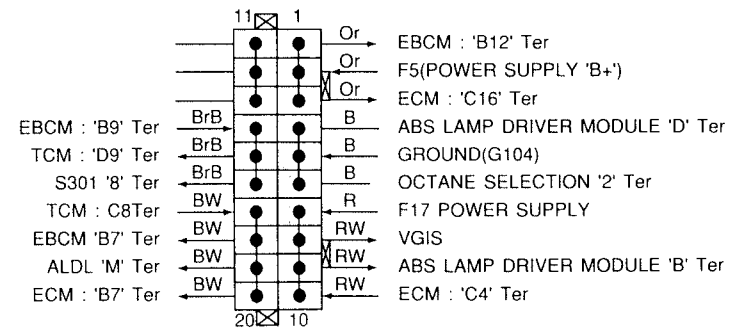 11 1
Or EBCM : 'B12' Ter
Or F5(POWER SUPPLY 'B+')
Or ECM : 'C16' Ter
EBCM : 'B9' Ter BrB B ABS LAMP DRIVER MODULE 'D' Ter
TCM : 'D9' Ter BrB B GROUND(G104)
S301 '8' Ter BrB B OCTANE SELECTION '2' Ter
TCM : C8Ter BW R F17 POWER SUPPLY
EBCM 'B7' Ter BW RW VGIS
ALDL 'M' Ter BW RW ABS LAMP DRIVER MODULE 'B' Ter
ECM : 'B7' Ter BW RW ECM : 'C4' Ter
20 10